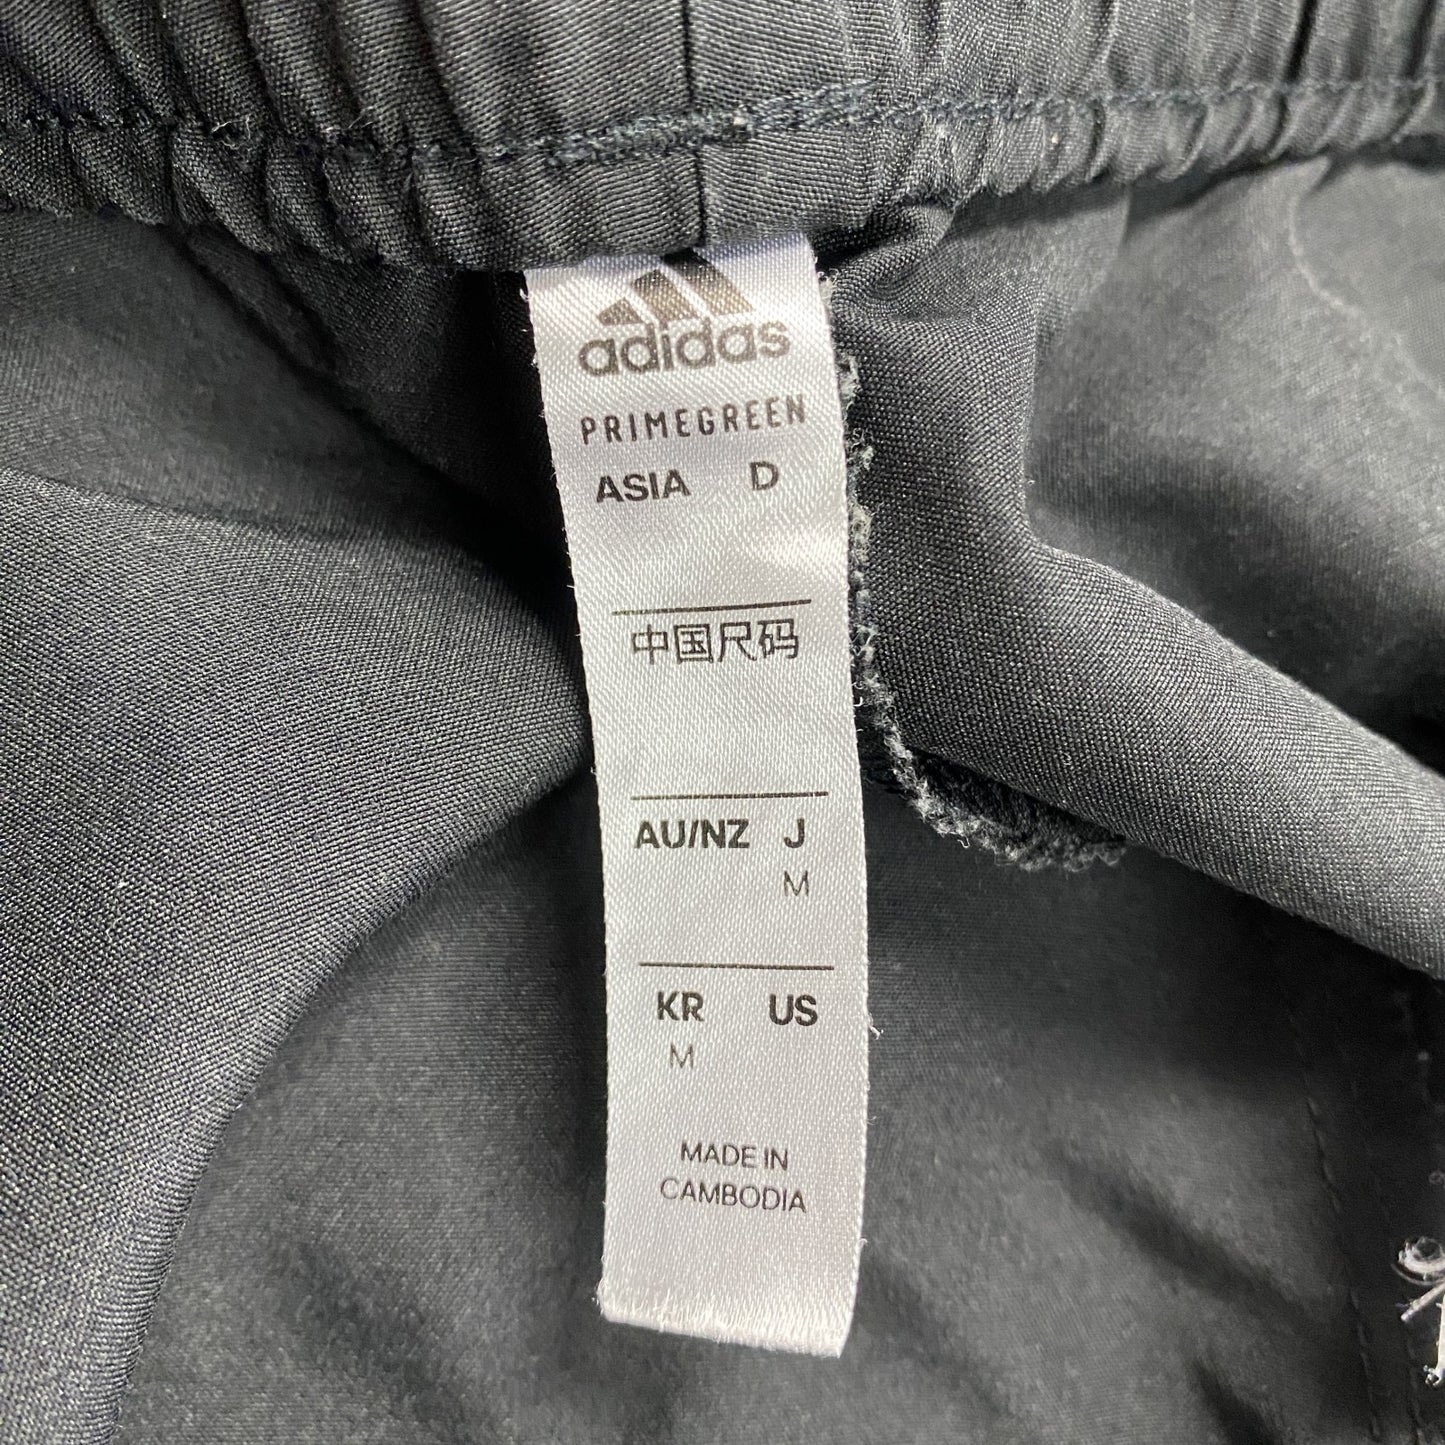 adidas
PRIMEGREEN
ASIA D
中国尺码
AU/NZ J
M
KR US
M
MADE IN
CAMBODIA